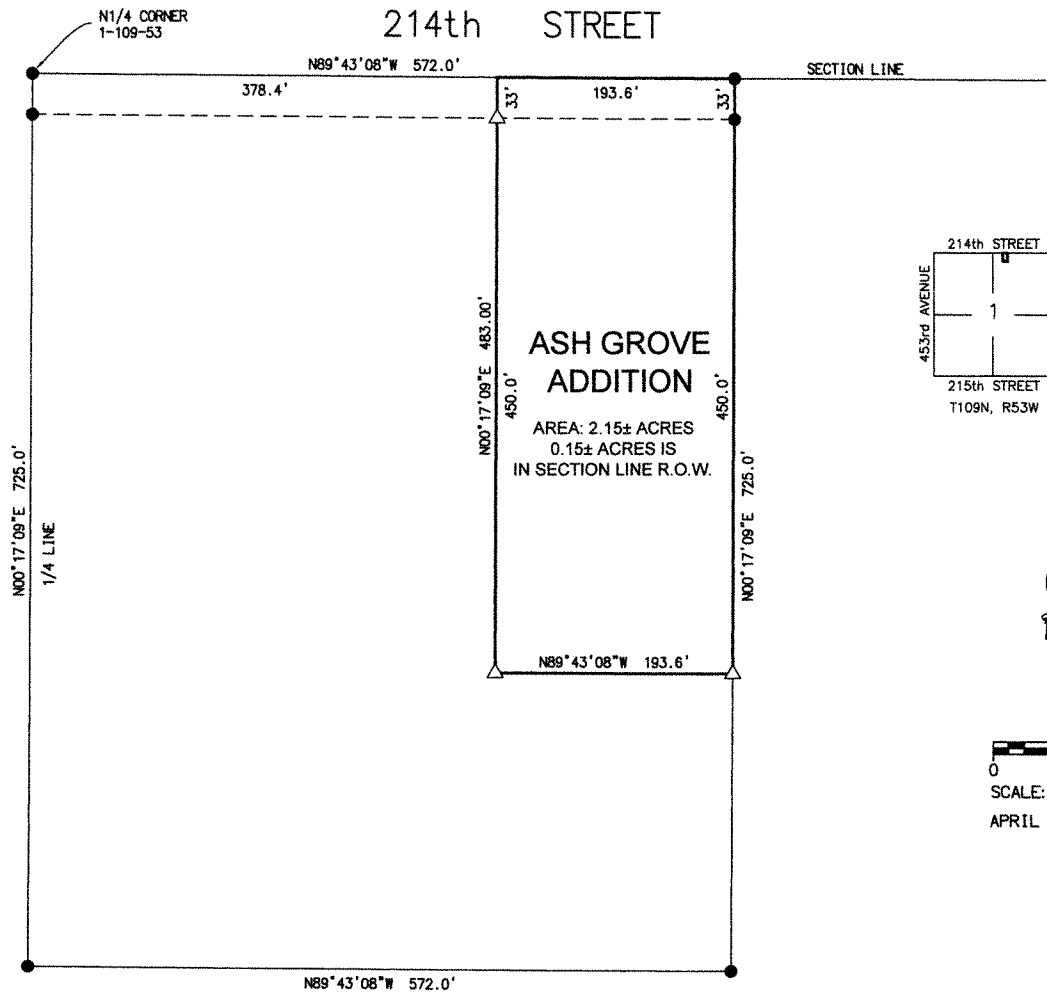 N1/4 CORNER
1-109-53
214th STREET
N89°43'08"W 572.0'
SECTION LINE
378.4'
33'
193.6'
33'
214th STREET
453rd AVENUE
1
215th STREET
T109N, R53W
N00°17'09"E 483.00'
450.0'
ASH GROVE
ADDITION
AREA: 2.15± ACRES
0.15± ACRES IS
IN SECTION LINE R.O.W.
450.0'
N00°17'09"E 725.0'
N00°17'09"E 725.0'
1/4 LINE
N89°43'08"W 193.6'
0
SCALE:
APRIL
N89°43'08"W 572.0'